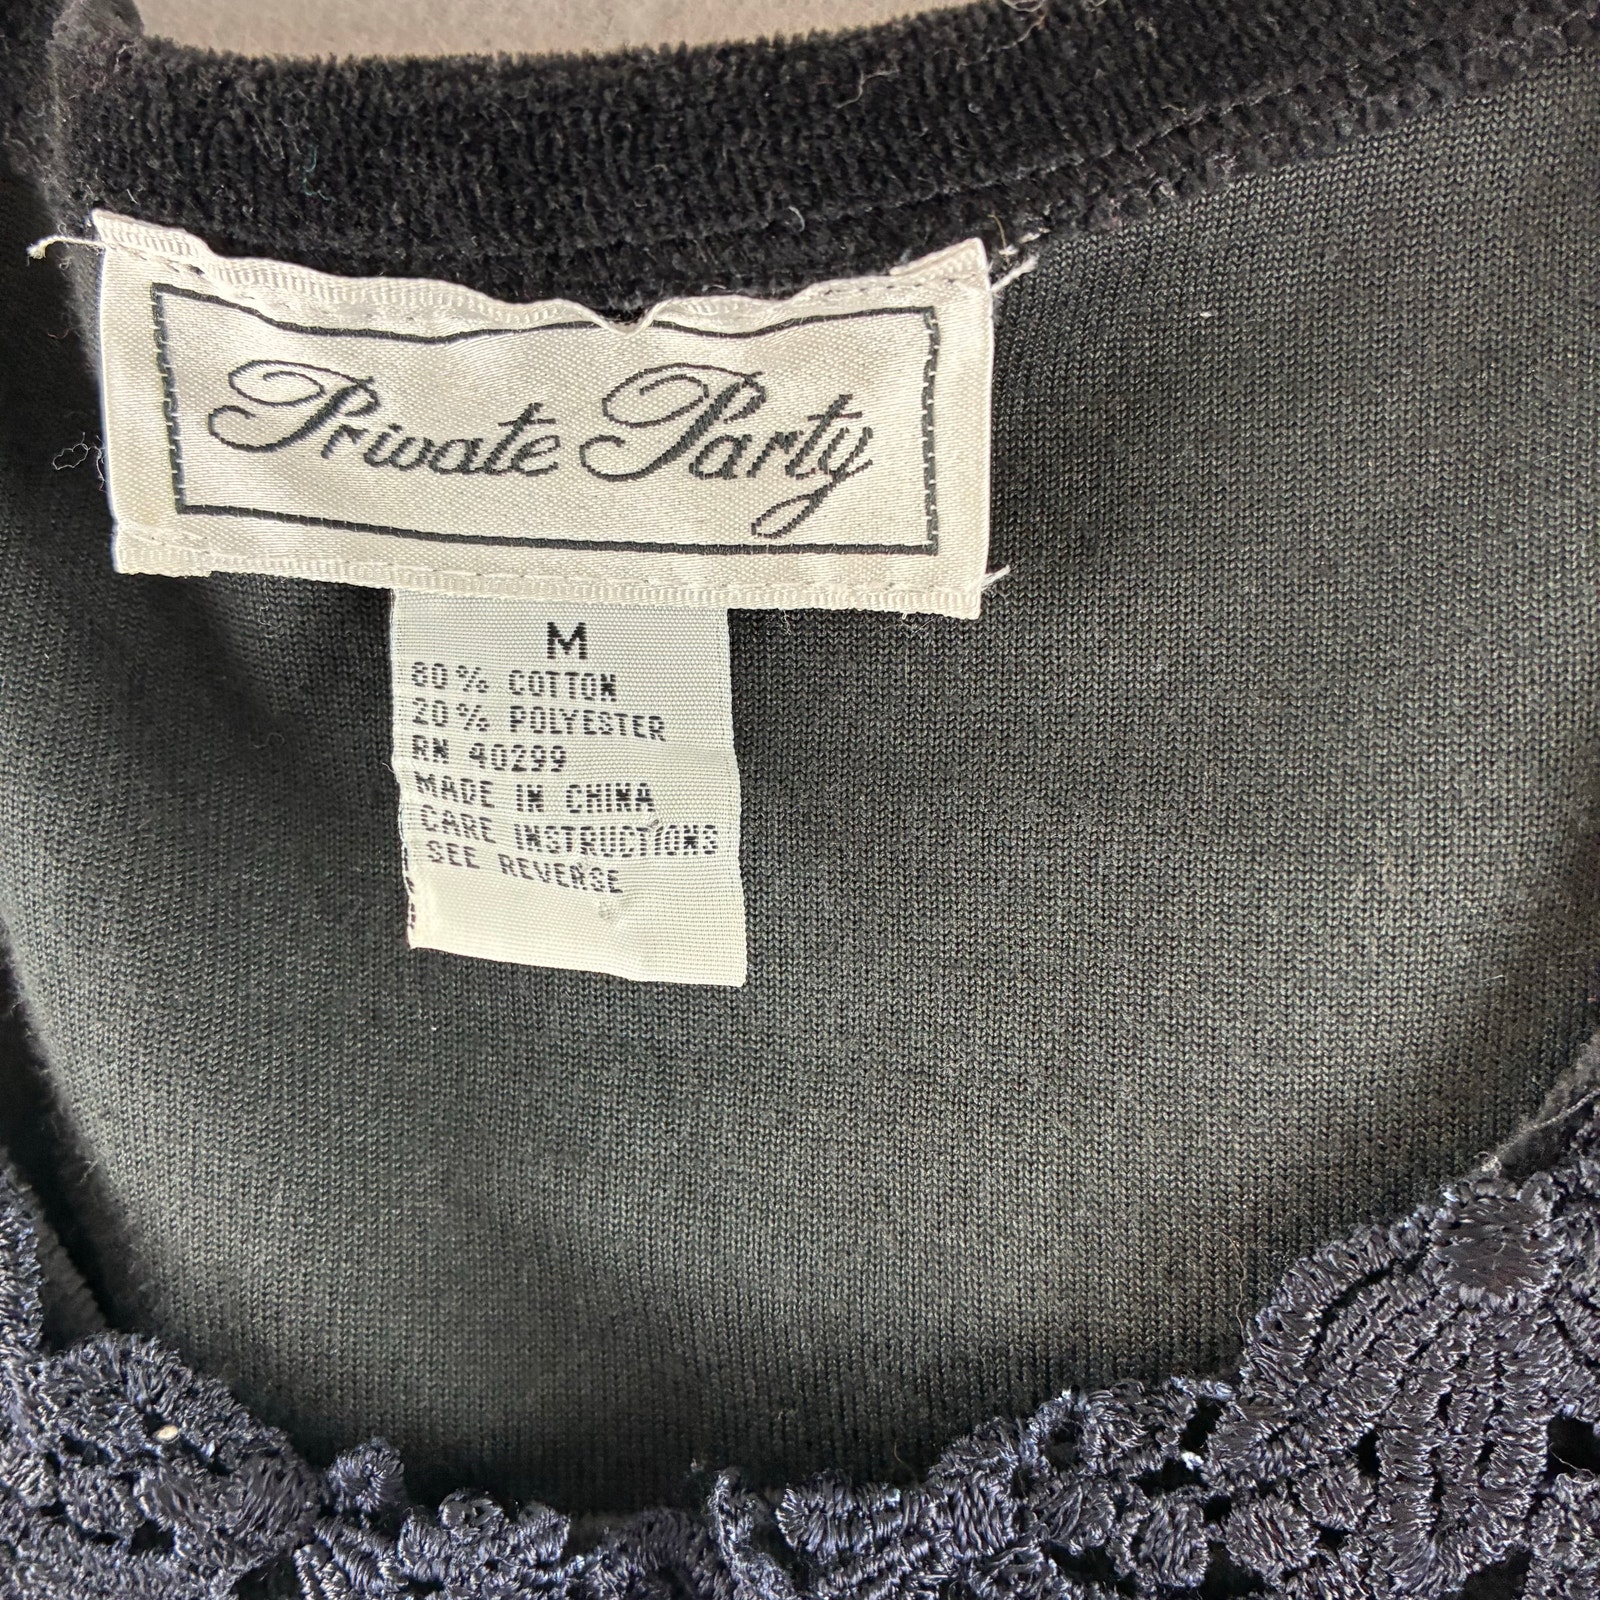 Private Party
M
80% COTTON
20% POLYESTER
RN 40299
MADE IN CHINA
CARE INSTRUCTIONS
SEE REVERSE